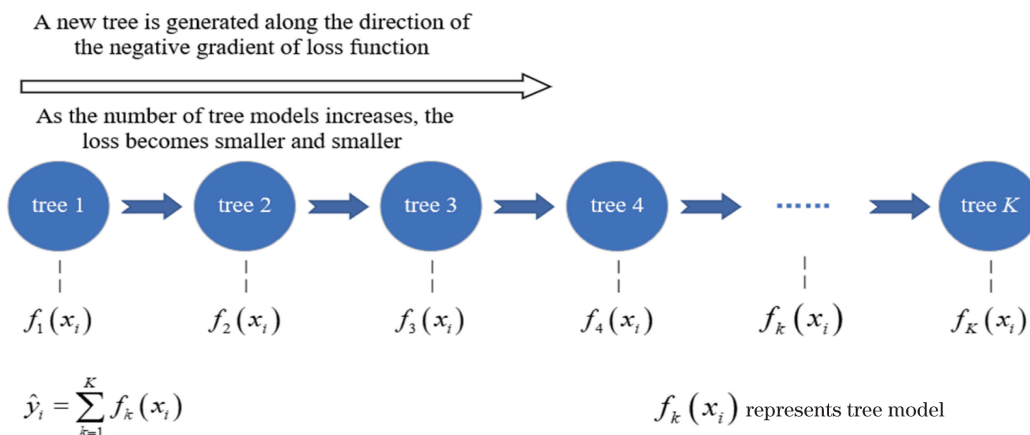 A new tree is generated along the direction of
the negative gradient of loss function
As the number of tree models increases, the
loss becomes smaller and smaller
tree 1 tree 2 tree 3 tree 4 ...... tree K
f₁(xᵢ) f₂(xᵢ) f₃(xᵢ) f₄(xᵢ) fₖ(xᵢ) f_K(xᵢ)
ŷᵢ = ∑_{k=1}^{K} fₖ(xᵢ) fₖ(xᵢ) represents tree model